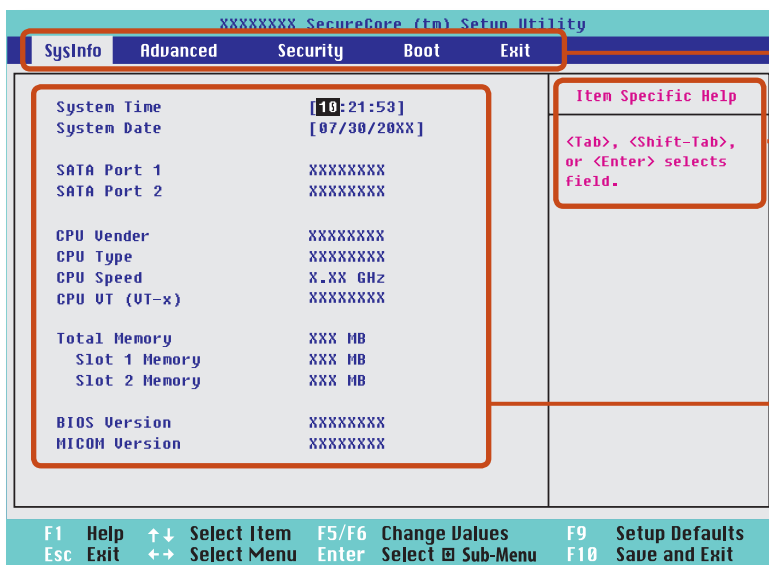 XXXXXXXX SecureCore (tm) Setup Utility
SysInfo Advanced Security Boot Exit
System Time [10:21:53]
System Date [07/30/20XX]
SATA Port 1 XXXXXXXX
SATA Port 2 XXXXXXXX
CPU Vender XXXXXXXX
CPU Type XXXXXXXX
CPU Speed X.XX GHz
CPU VT (VT-x) XXXXXXXX
Total Memory XXX MB
Slot 1 Memory XXX MB
Slot 2 Memory XXX MB
BIOS Version XXXXXXXX
MICOM Version XXXXXXXX
Item Specific Help
<Tab>, <Shift-Tab>,
or <Enter> selects
field.
F1 Help ↑↓ Select Item F5/F6 Change Values F9 Setup Defaults
Esc Exit ←→ Select Menu Enter Select ⊡ Sub-Menu F10 Save and Exit